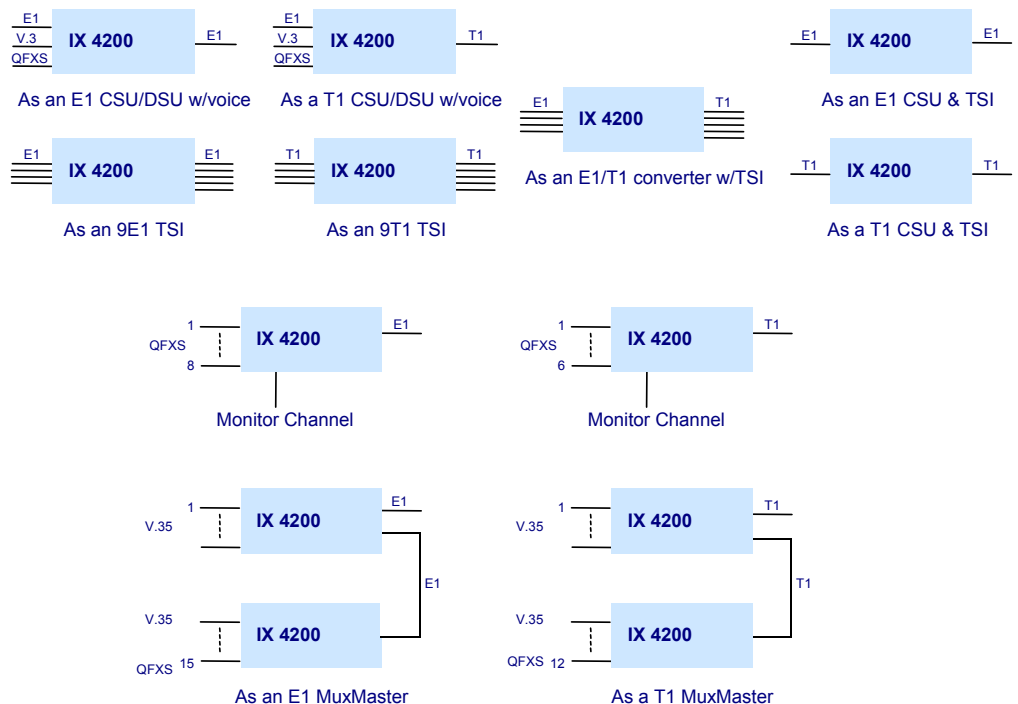 E1
V.3
QFXS
IX 4200
E1
As an E1 CSU/DSU w/voice
E1
V.3
QFXS
IX 4200
T1
As a T1 CSU/DSU w/voice
E1
IX 4200
T1
As an E1/T1 converter w/TSI
E1
IX 4200
E1
As an E1 CSU & TSI
E1
IX 4200
E1
As an 9E1 TSI
T1
IX 4200
T1
As an 9T1 TSI
T1
IX 4200
T1
As a T1 CSU & TSI
1
QFXS
8
IX 4200
E1
Monitor Channel
1
QFXS
6
IX 4200
T1
Monitor Channel
1
V.35
IX 4200
E1
E1
V.35
QFXS 15
IX 4200
As an E1 MuxMaster
1
V.35
IX 4200
T1
T1
V.35
QFXS 12
IX 4200
As a T1 MuxMaster